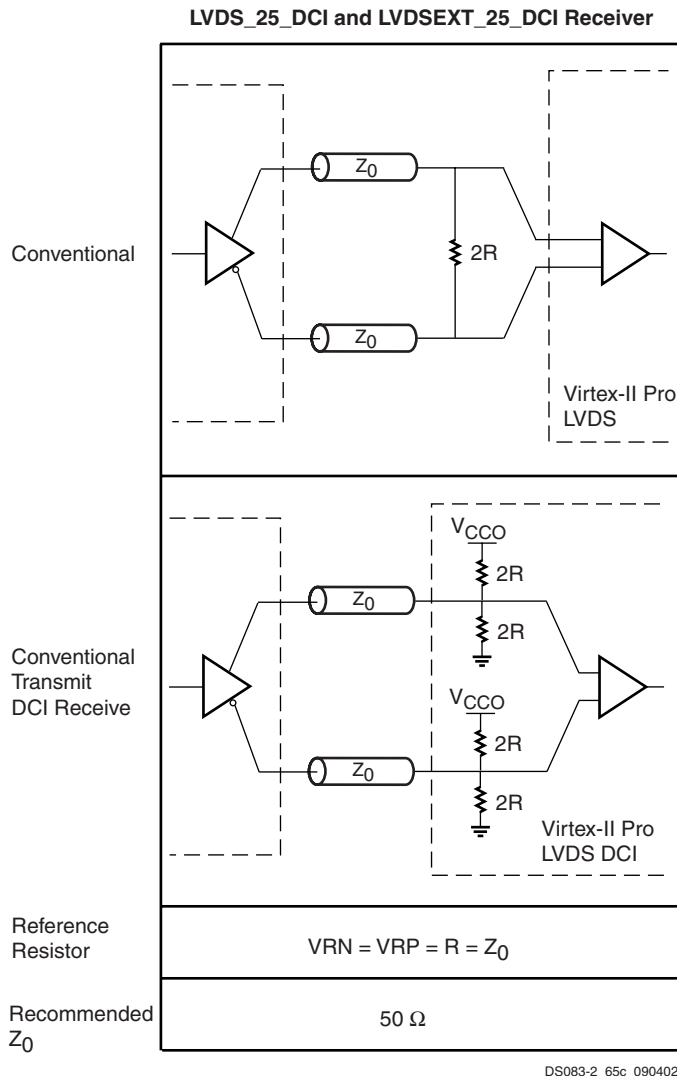 LVDS_25_DCI and LVDSEXT_25_DCI Receiver
Conventional
Z0
2R
Z0
Virtex-II Pro
LVDS
Conventional
Transmit
DCI Receive
VCCO
2R
Z0
2R
VCCO
2R
Z0
2R
Virtex-II Pro
LVDS DCI
Reference
Resistor
VRN = VRP = R = Z0
Recommended
Z0
50 Ω
DS083-2_65c_090402